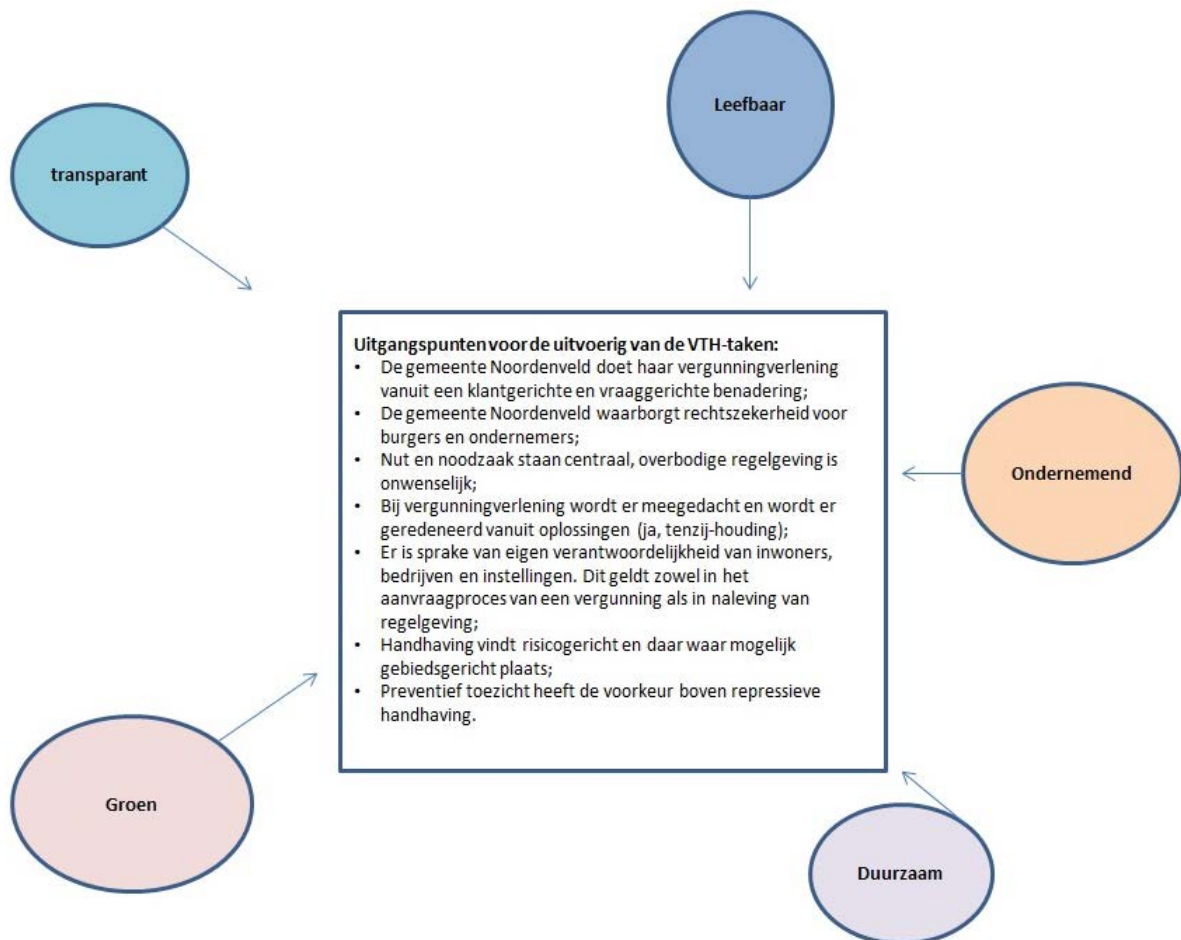 Leefbaar
transparant
Uitgangspunten voor de uitvoerig van de VTH-taken:
• De gemeente Noordenveld doet haar vergunningverlening
vanuit een klantgerichte en vraaggerichte benadering;
• De gemeente Noordenveld waarborgt rechtszekerheid voor
burgers en ondernemers;
• Nut en noodzaak staan centraal, overbodige regelgeving is
onwenselijk;
• Bij vergunningverlening wordt er meegedacht en wordt er
geredeneerd vanuit oplossingen (ja, tenzij-houding);
• Er is sprake van eigen verantwoordelijkheid van inwoners,
bedrijven en instellingen. Dit geldt zowel in het
aanvraagproces van een vergunning als in naleving van
regelgeving;
• Handhaving vindt risicogericht en daar waar mogelijk
gebiedsgericht plaats;
• Preventief toezicht heeft de voorkeur boven repressieve
handhaving.
Ondernemend
Groen
Duurzaam